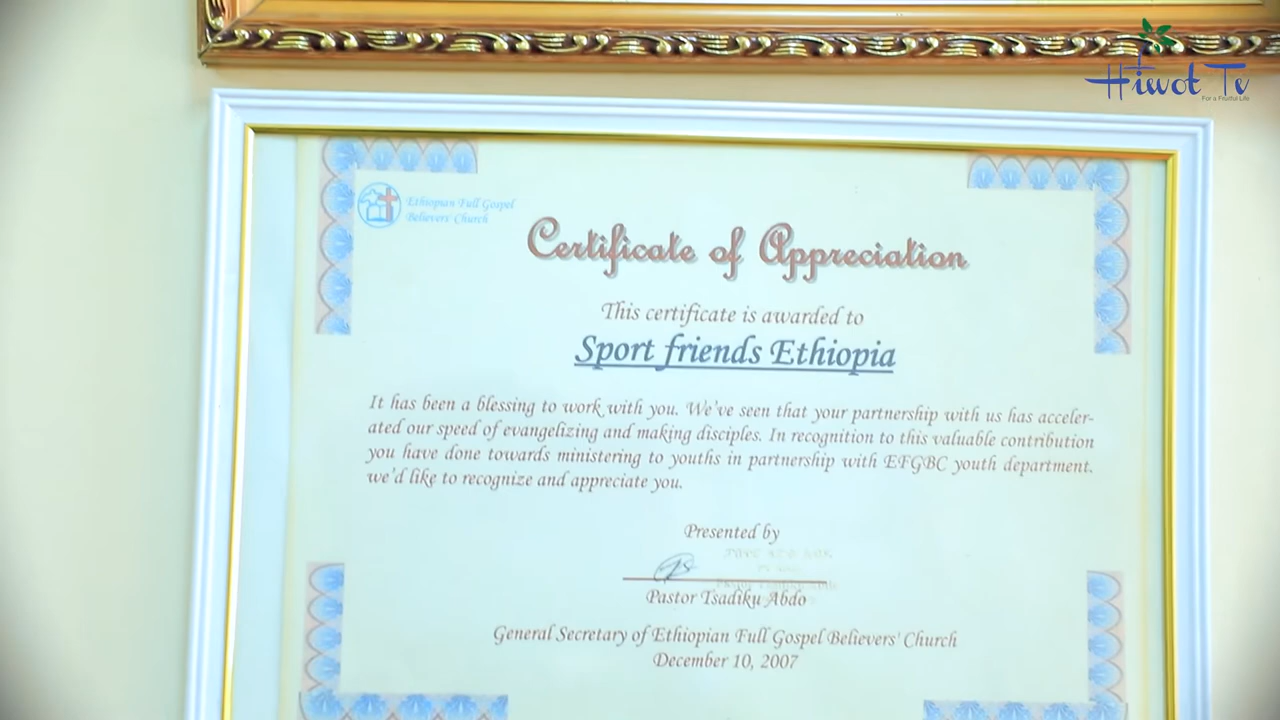 Hiwot Tv
For a Fruitful Life
Ethiopian Full Gospel
Believers' Church
Certificate of Appreciation
This certificate is awarded to
Sport friends Ethiopia
It has been a blessing to work with you. We've seen that your partnership with us has acceler-
ated our speed of evangelizing and making disciples. In recognition to this valuable contribution
you have done towards ministering to youths in partnership with EFGBC youth department.
we'd like to recognize and appreciate you.
Presented by
Pastor Tsadiku Abdo
General Secretary of Ethiopian Full Gospel Believers' Church
December 10, 2007